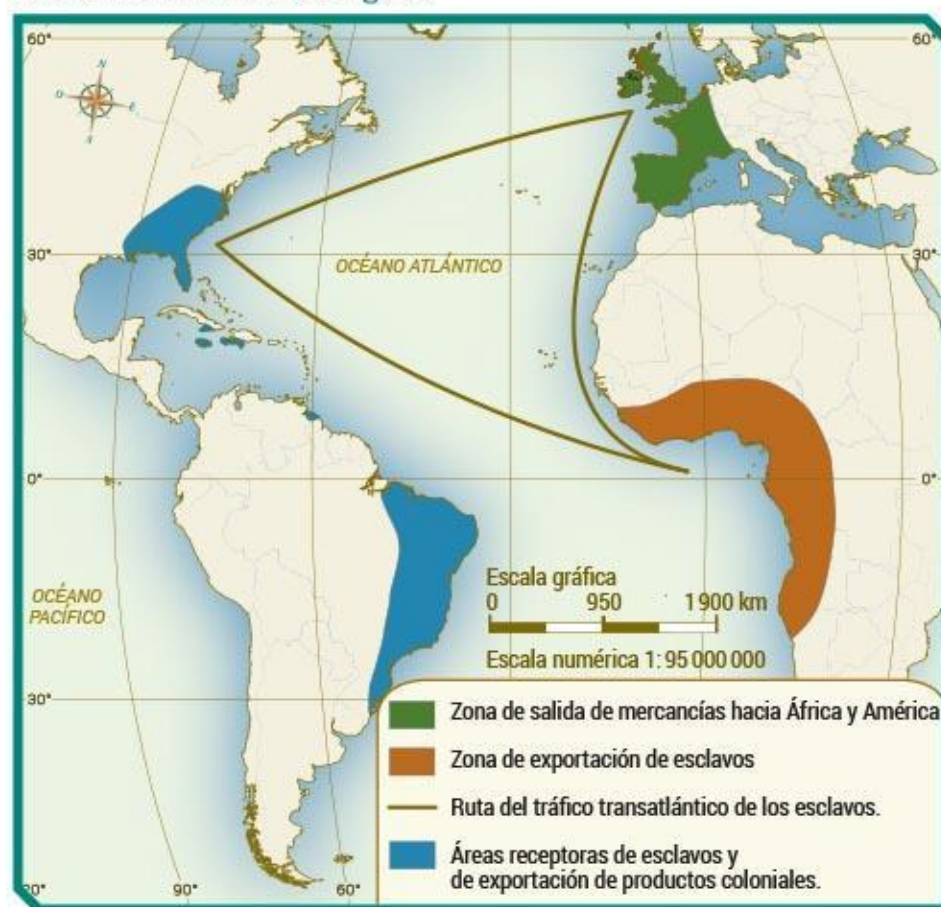 60°
60°
N
O
E
S
30°
30°
OCÉANO ATLÁNTICO
0°
0°
OCÉANO
PACÍFICO
Escala gráfica
0 950 1 900 km
Escala numérica 1: 95 000 000
30°
90°
60°
Zona de salida de mercancías hacia África y América
Zona de exportación de esclavos
Ruta del tráfico transatlántico de los esclavos.
Áreas receptoras de esclavos y
de exportación de productos coloniales.